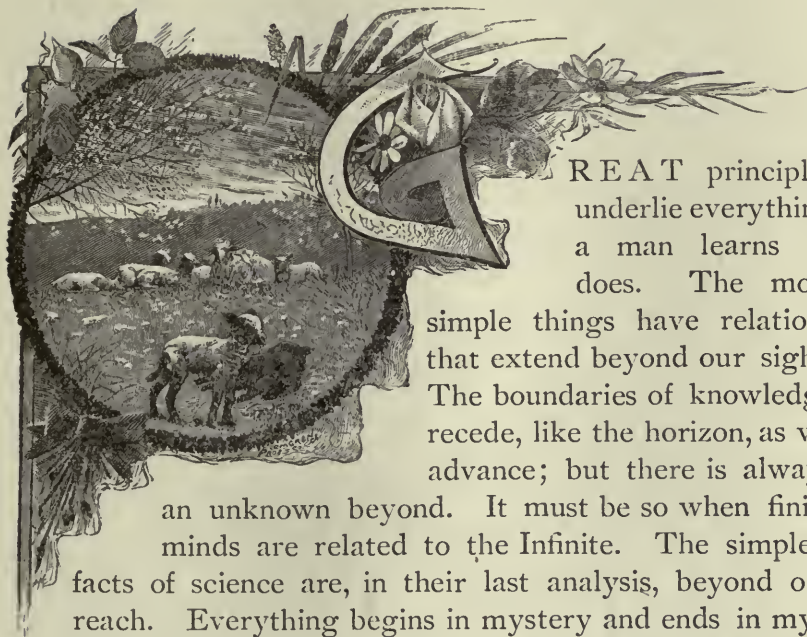 GREAT principl
underlie everythin
a man learns
does. The mo
simple things have relatio
that extend beyond our sigh
The boundaries of knowledg
recede, like the horizon, as w
advance; but there is alwa
an unknown beyond. It must be so when fini
minds are related to the Infinite. The simple
facts of science are, in their last analysis, beyond o
reach. Everything begins in mystery and ends in my